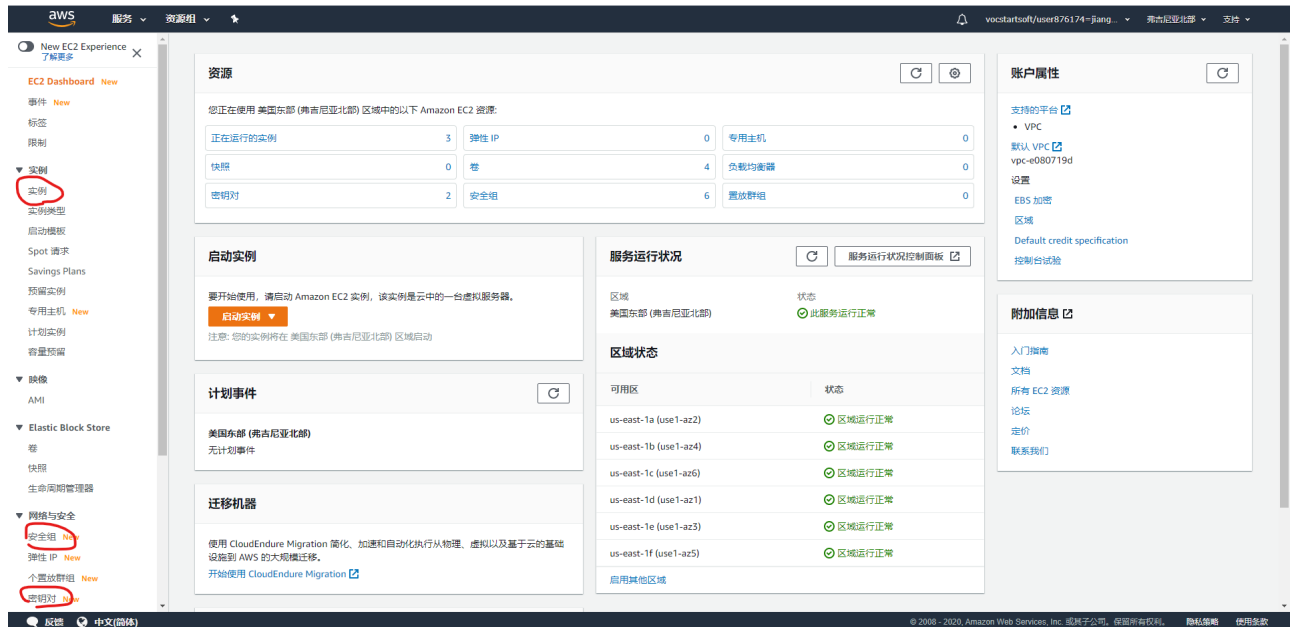 aws 服务 资源组 vocstartsoft/user876174=jiang... 弗吉尼亚北部 支持
New EC2 Experience
了解更多
EC2 Dashboard New
事件 New
标签
限制
实例
实例
实例类型
启动模板
Spot 请求
Savings Plans
预留实例
专用主机 New
计划实例
容量预留
映像
AMI
Elastic Block Store
卷
快照
生命周期管理器
网络与安全
安全组 New
弹性 IP New
个置放群组 New
密钥对 New
资源
您正在使用 美国东部 (弗吉尼亚北部) 区域中的以下 Amazon EC2 资源:
正在运行的实例 3 弹性 IP 0 专用主机 0
快照 0 卷 4 负载均衡器 0
密钥对 2 安全组 6 置放群组 0
启动实例
要开始使用，请启动 Amazon EC2 实例，该实例是云中的一台虚拟服务器。
启动实例
注意: 您的实例将在 美国东部 (弗吉尼亚北部) 区域启动
计划事件
美国东部 (弗吉尼亚北部)
无计划事件
迁移机器
使用 CloudEndure Migration 简化、加速和自动化执行从物理、虚拟以及基于云的基础
设施到 AWS 的大规模迁移。
开始使用 CloudEndure Migration
服务运行状况 服务运行状况控制面板
区域 状态
美国东部 (弗吉尼亚北部) 此服务运行正常
区域状态
可用区 状态
us-east-1a (use1-az2) 区域运行正常
us-east-1b (use1-az4) 区域运行正常
us-east-1c (use1-az6) 区域运行正常
us-east-1d (use1-az1) 区域运行正常
us-east-1e (use1-az3) 区域运行正常
us-east-1f (use1-az5) 区域运行正常
启用其他区域
账户属性
支持的平台
• VPC
默认 VPC
vpc-e080719d
设置
EBS 加密
区域
Default credit specification
控制台试验
附加信息
入门指南
文档
所有 EC2 资源
论坛
定价
联系我们
反馈 中文(简体) © 2008 - 2020, Amazon Web Services, Inc. 或其子公司。保留所有权利。 隐私策略 使用条款